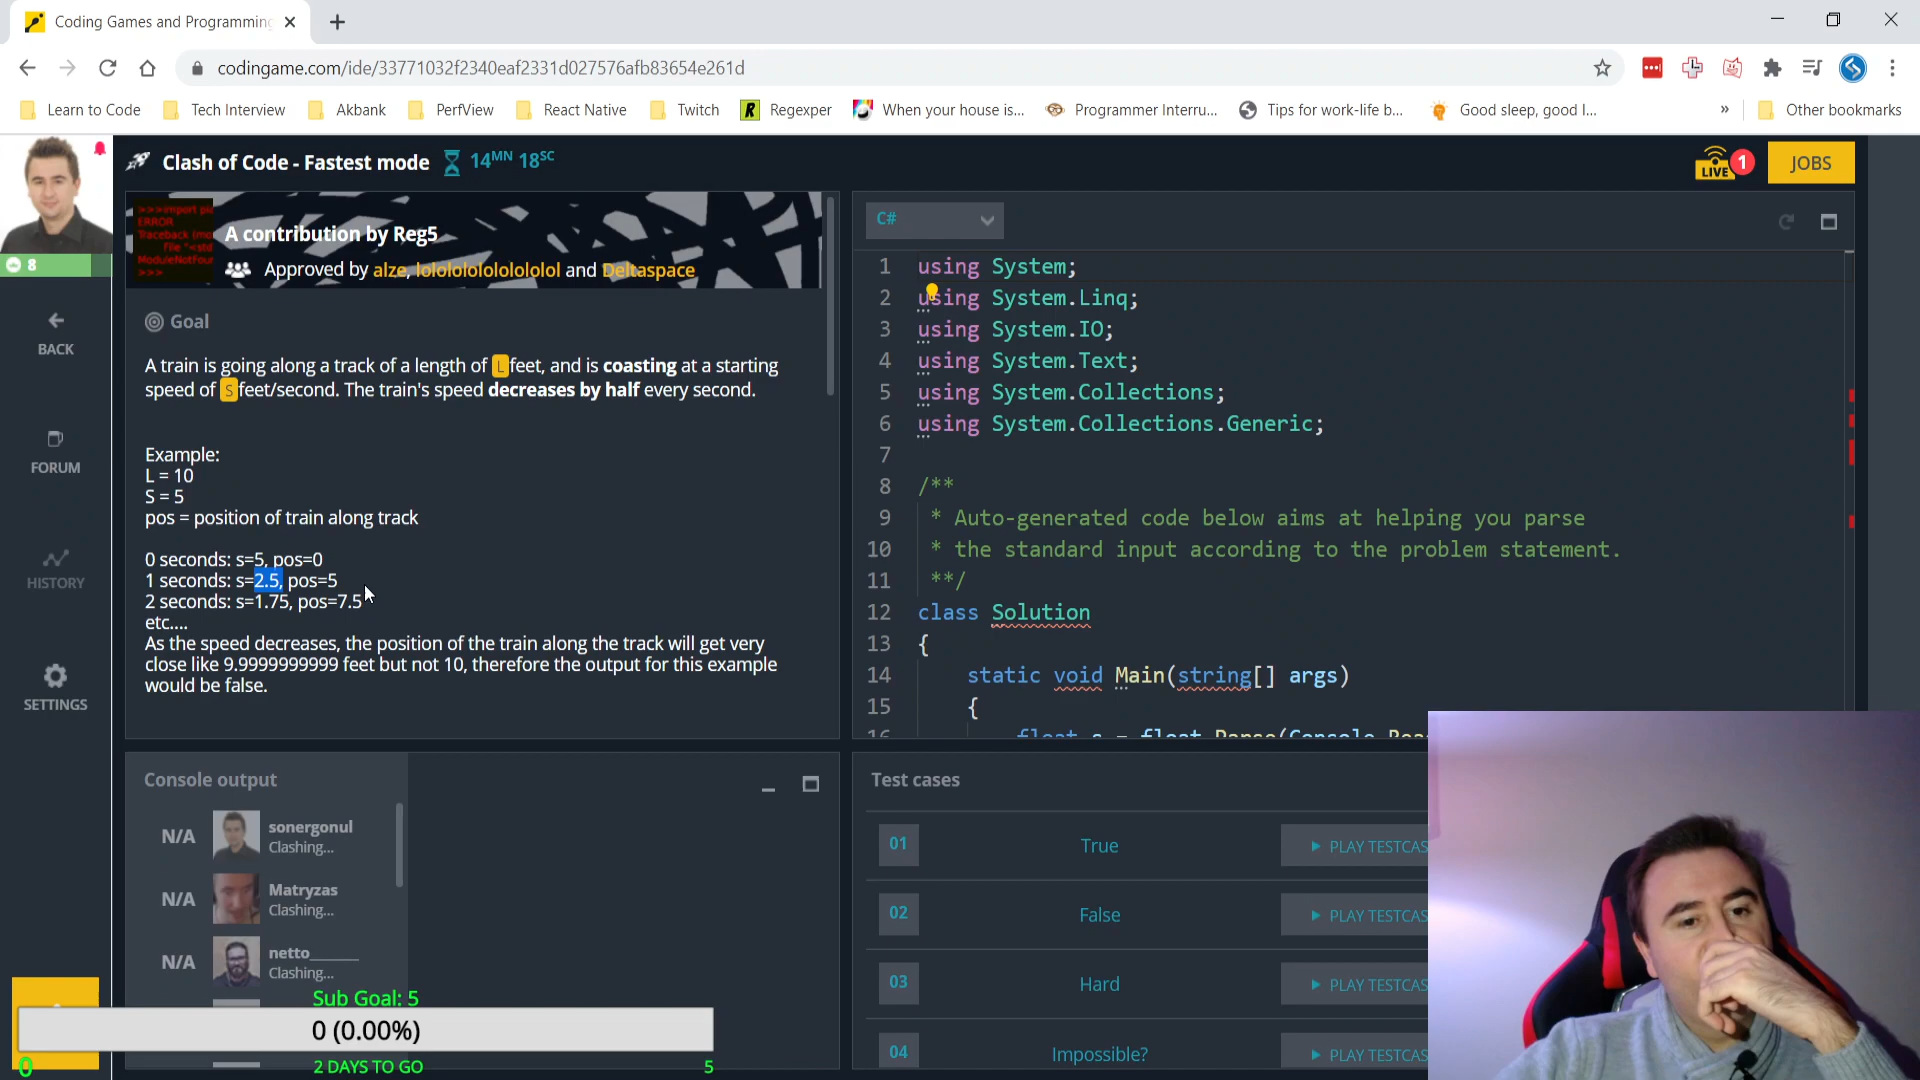 Coding Games and Programming
codingame.com/ide/33771032f2340eaf2331d027576afb83654e261d
Learn to Code
Tech Interview
Akbank
PerfView
React Native
Twitch
R
Regexper
When your house is...
Programmer Interru...
Tips for work-life b...
Good sleep, good l...
»
Other bookmarks
Clash of Code - Fastest mode
14MN 18SC
LIVE
1
JOBS
8
BACK
FORUM
HISTORY
SETTINGS
>>>import
ERROR
>>>
A contribution by Reg5
Approved by alze, lolololololololol and Deltaspace
Goal
A train is going along a track of a length of L feet, and is coasting at a starting
speed of S feet/second. The train's speed decreases by half every second.
Example:
L = 10
S = 5
pos = position of train along track
0 seconds: s=5, pos=0
1 seconds: s=2.5, pos=5
2 seconds: s=1.75, pos=7.5
etc....
As the speed decreases, the position of the train along the track will get very
close like 9.9999999999 feet but not 10, therefore the output for this example
would be false.
C#
1 using System;
2 using System.Linq;
3 using System.IO;
4 using System.Text;
5 using System.Collections;
6 using System.Collections.Generic;
7
8 /**
9 * Auto-generated code below aims at helping you parse
10 * the standard input according to the problem statement.
11 **/
12 class Solution
13 {
14 static void Main(string[] args)
15 {
16 float s = float.Parse(Console.Rea
Console output
N/A
sonergonul
Clashing...
N/A
Matryzas
Clashing...
N/A
netto_______
Clashing...
Test cases
01
True
PLAY TESTCAS
02
False
PLAY TESTCAS
03
Hard
PLAY TESTCAS
04
Impossible?
PLAY TESTCAS
Sub Goal: 5
0 (0.00%)
0
2 DAYS TO GO
5